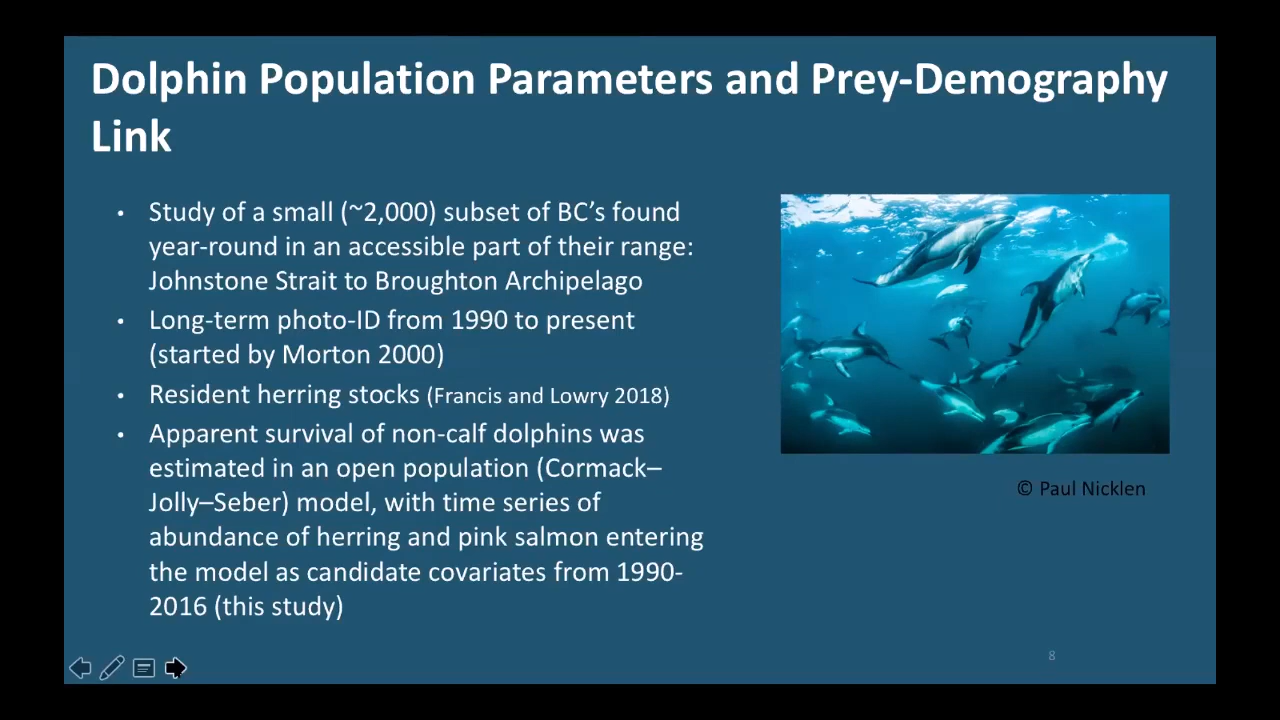 Dolphin Population Parameters and Prey-Demography
Link
• Study of a small (~2,000) subset of BC’s found
year-round in an accessible part of their range:
Johnstone Strait to Broughton Archipelago
• Long-term photo-ID from 1990 to present
(started by Morton 2000)
• Resident herring stocks (Francis and Lowry 2018)
• Apparent survival of non-calf dolphins was
estimated in an open population (Cormack–
Jolly–Seber) model, with time series of
abundance of herring and pink salmon entering
the model as candidate covariates from 1990-
2016 (this study)
© Paul Nicklen
8